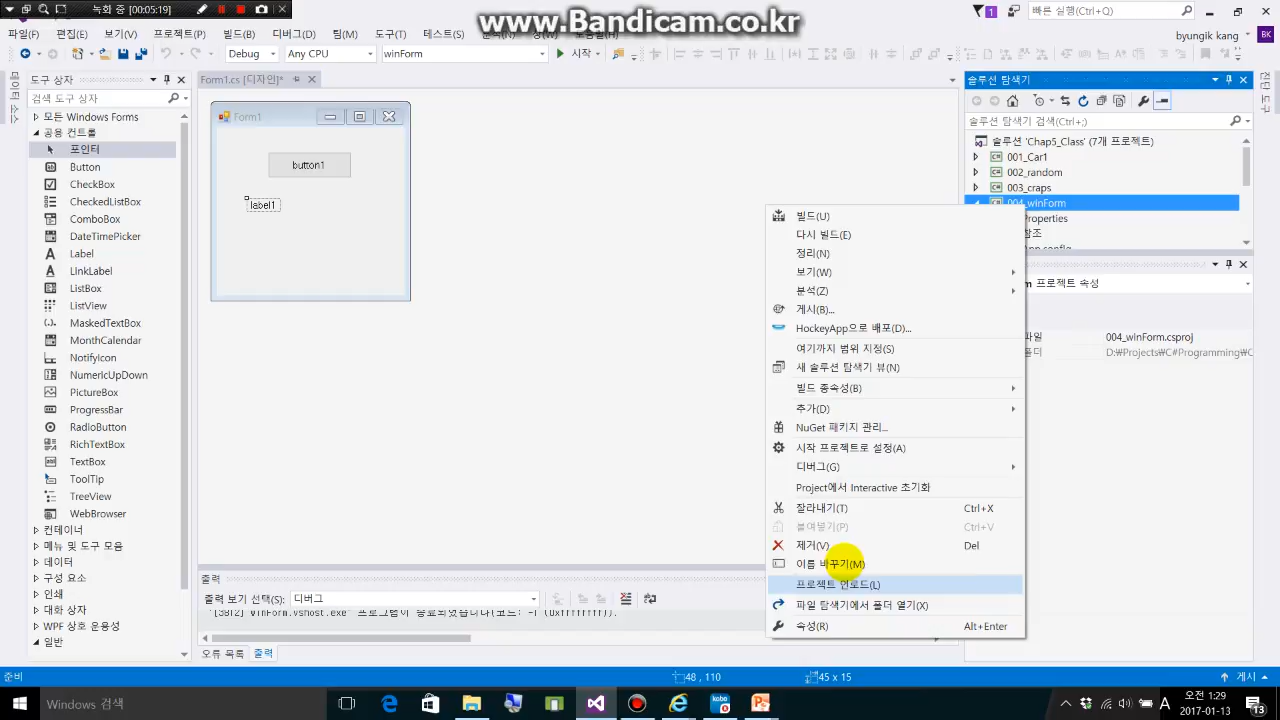 녹화 중 [00:05:19]
www.Bandicam.co.kr
1
빠른 실행(Ctrl+Q)
파일(F)
편집(E)
보기(V)
프로젝트(P)
빌드(B)
디버그(D)
팀(M)
도구(T)
테스트(S)
byungik kang
BK
Debug
Any CPU
winForm
시작
도구 상자
Form1.cs [디자인]*
솔루션 탐색기
검색 도구 상자
솔루션 탐색기 검색(Ctrl+;)
모든 Windows Forms
공용 컨트롤
포인터
Button
CheckBox
CheckedListBox
ComboBox
DateTimePicker
Label
LinkLabel
ListBox
ListView
MaskedTextBox
MonthCalendar
NotifyIcon
NumericUpDown
PictureBox
ProgressBar
RadioButton
RichTextBox
TextBox
ToolTip
TreeView
WebBrowser
컨테이너
메뉴 및 도구 모음
데이터
구성 요소
인쇄
대화 상자
WPF 상호 운용성
일반
Form1
button1
label1
솔루션 'Chap5_Class' (7개 프로젝트)
001_Car1
002_random
003_craps
004_winForm
Properties
참조
App.config
프로젝트 속성
004_winForm.csproj
D:\Projects\C#Programming\C
빌드(U)
다시 빌드(E)
정리(N)
보기(W)
분석(Z)
게시(B)...
HockeyApp으로 배포(D)...
여기까지 범위 지정(S)
새 솔루션 탐색기 뷰(N)
빌드 종속성(B)
추가(D)
NuGet 패키지 관리...
시작 프로젝트로 설정(A)
디버그(G)
Project에서 Interactive 초기화
잘라내기(T) Ctrl+X
붙여넣기(P) Ctrl+V
제거(V) Del
이름 바꾸기(M)
프로젝트 언로드(L)
파일 탐색기에서 폴더 열기(X)
속성(R) Alt+Enter
출력
출력 보기 선택(S):
디버그
오류 목록
출력
준비
48, 110
45 x 15
게시
Windows 검색
kobo
A
오전 1:29
2017-01-13
13